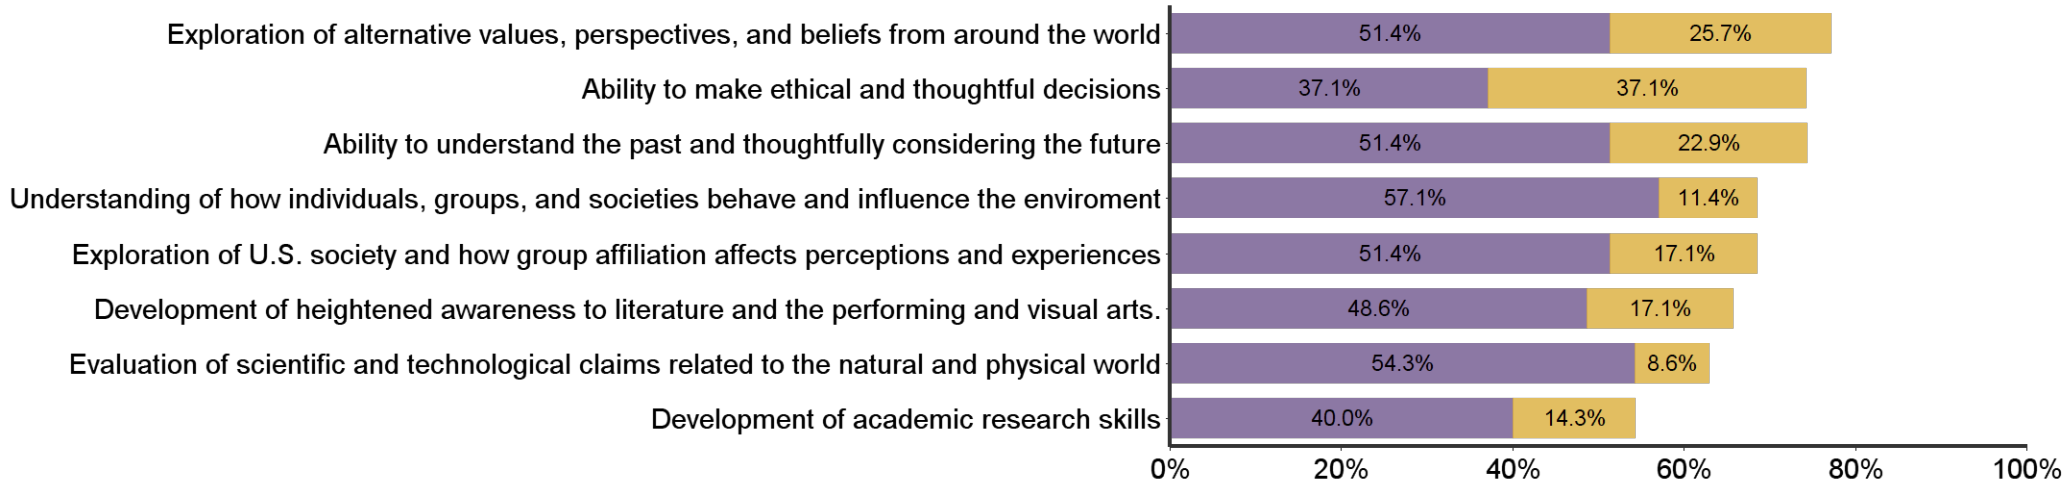 Exploration of alternative values, perspectives, and beliefs from around the world 51.4% 25.7%
Ability to make ethical and thoughtful decisions 37.1% 37.1%
Ability to understand the past and thoughtfully considering the future 51.4% 22.9%
Understanding of how individuals, groups, and societies behave and influence the enviroment 57.1% 11.4%
Exploration of U.S. society and how group affiliation affects perceptions and experiences 51.4% 17.1%
Development of heightened awareness to literature and the performing and visual arts. 48.6% 17.1%
Evaluation of scientific and technological claims related to the natural and physical world 54.3% 8.6%
Development of academic research skills 40.0% 14.3%
0% 20% 40% 60% 80% 100%